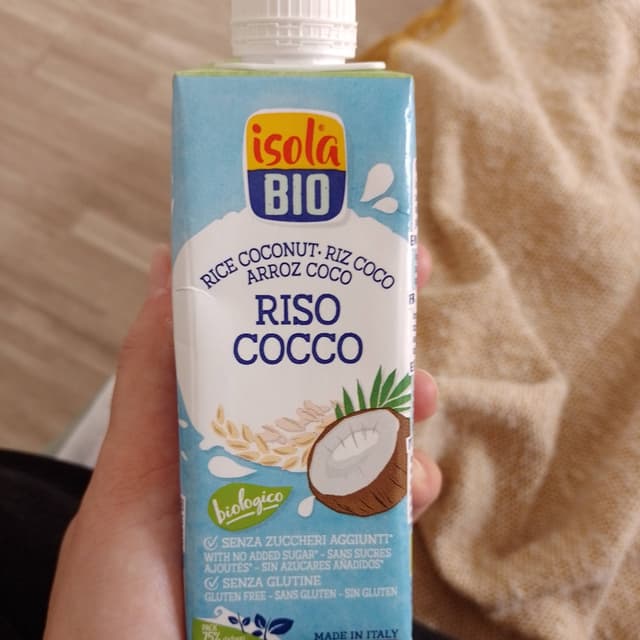 isola
BIO
RICE COCONUT · RIZ COCO
ARROZ COCO
RISO
COCCO
biologico
SENZA ZUCCHERI AGGIUNTI*
WITH NO ADDED SUGAR* - SANS SUCRES
AJOUTÉS* - SIN AZÚCARES AÑADIDOS*
SENZA GLUTINE
GLUTEN FREE - SANS GLUTEN - SIN GLUTEN
MADE IN ITALY